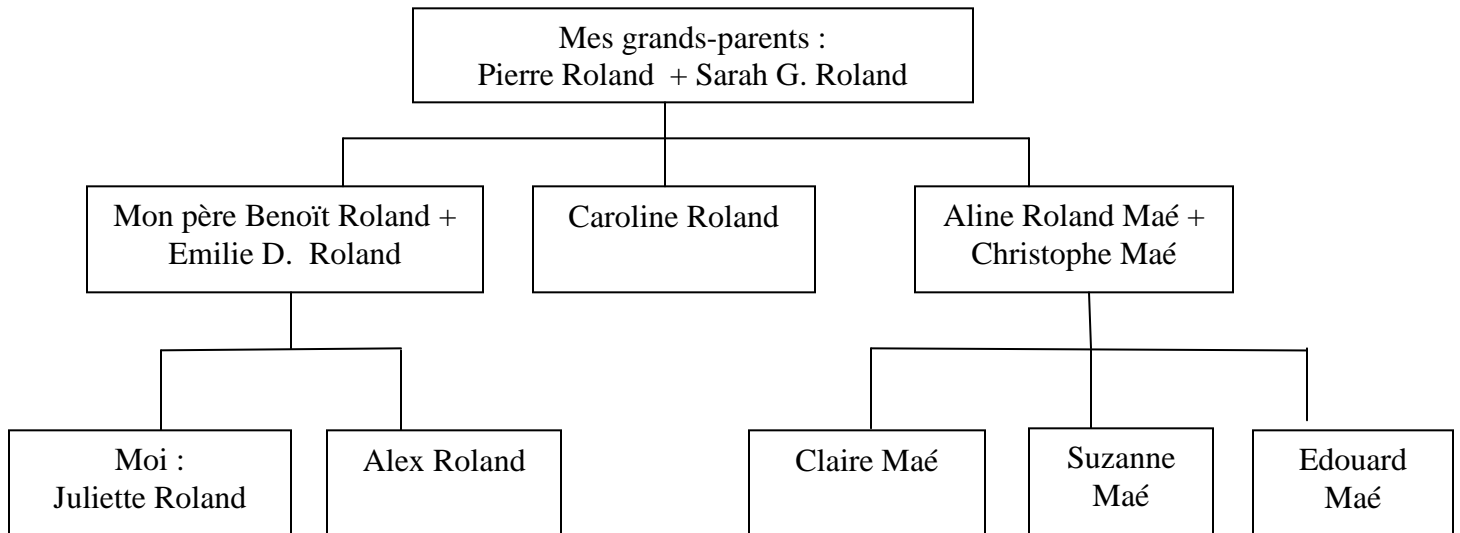 Mes grands-parents :
Pierre Roland + Sarah G. Roland
Mon père Benoït Roland +
Emilie D. Roland
Caroline Roland
Aline Roland Maé +
Christophe Maé
Moi :
Juliette Roland
Alex Roland
Claire Maé
Suzanne
Maé
Edouard
Maé